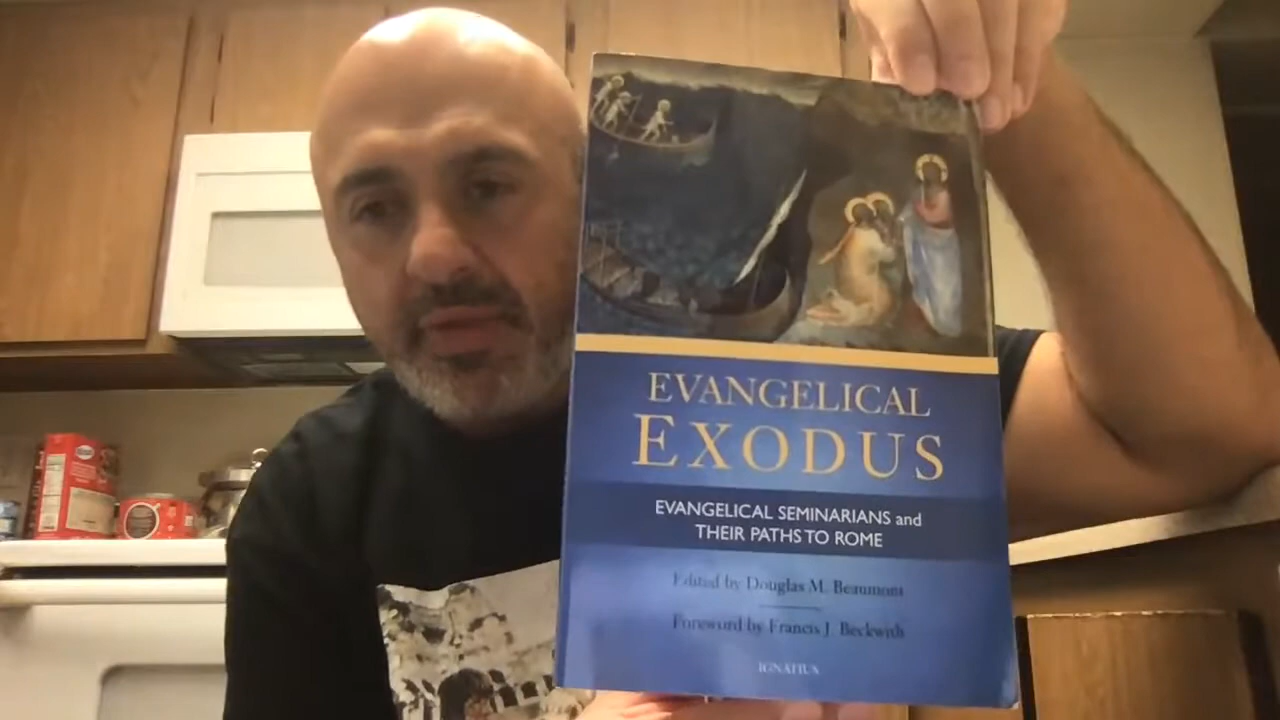 EVANGELICAL
EXODUS
EVANGELICAL SEMINARIANS and
THEIR PATHS TO ROME
Edited by Douglas M. Beaumont
Foreword by Francis J. Beckwith
IGNATIUS